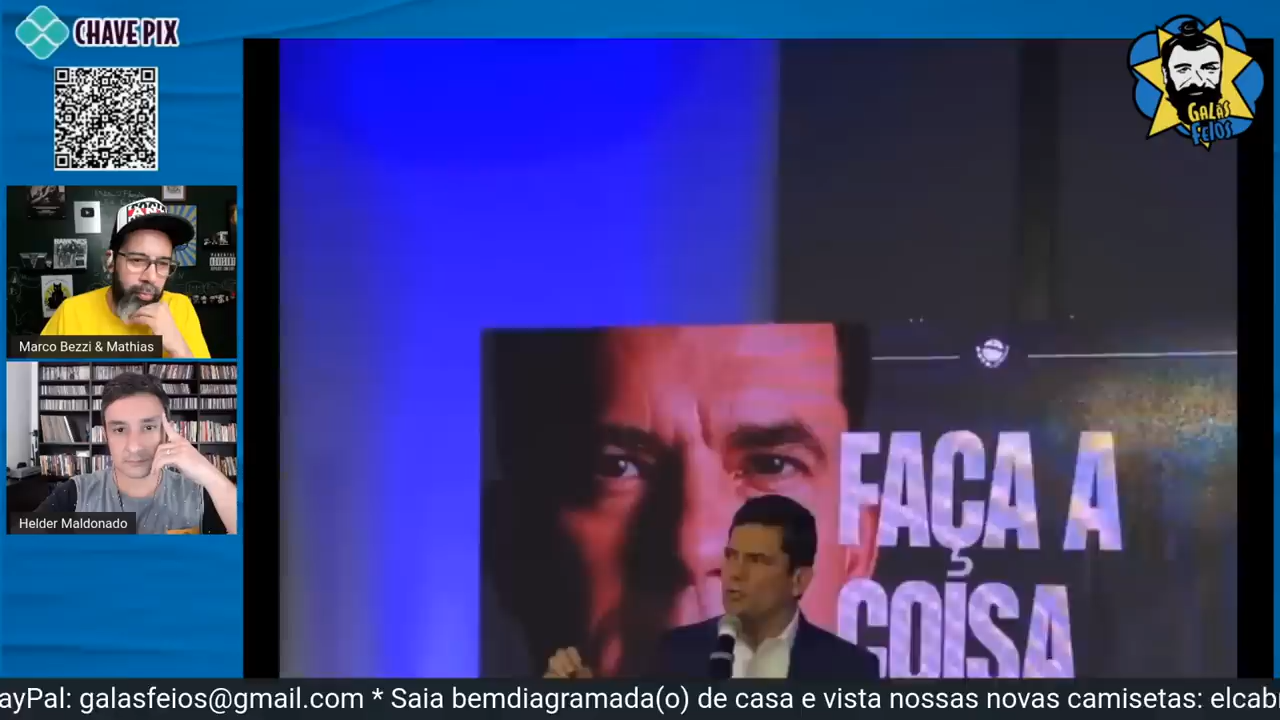 CHAVE PIX
GALÃS
FEIOS
Marco Bezzi & Mathias
Helder Maldonado
FAÇA A
COISA
ayPal: galasfeios@gmail.com * Saia bemdiagramada(o) de casa e vista nossas novas camisetas: elcab